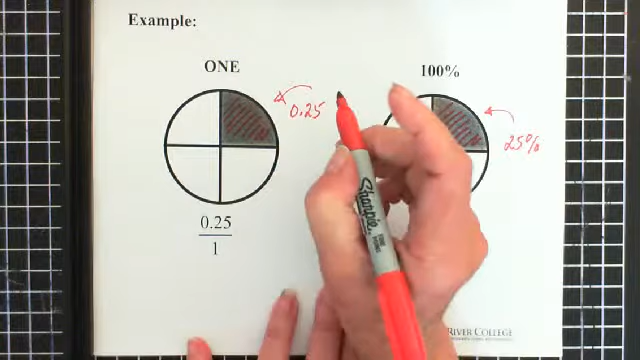 Example:
ONE
100%
0.25
25%
0.25
1
Sharpie
RIVER COLLEGE